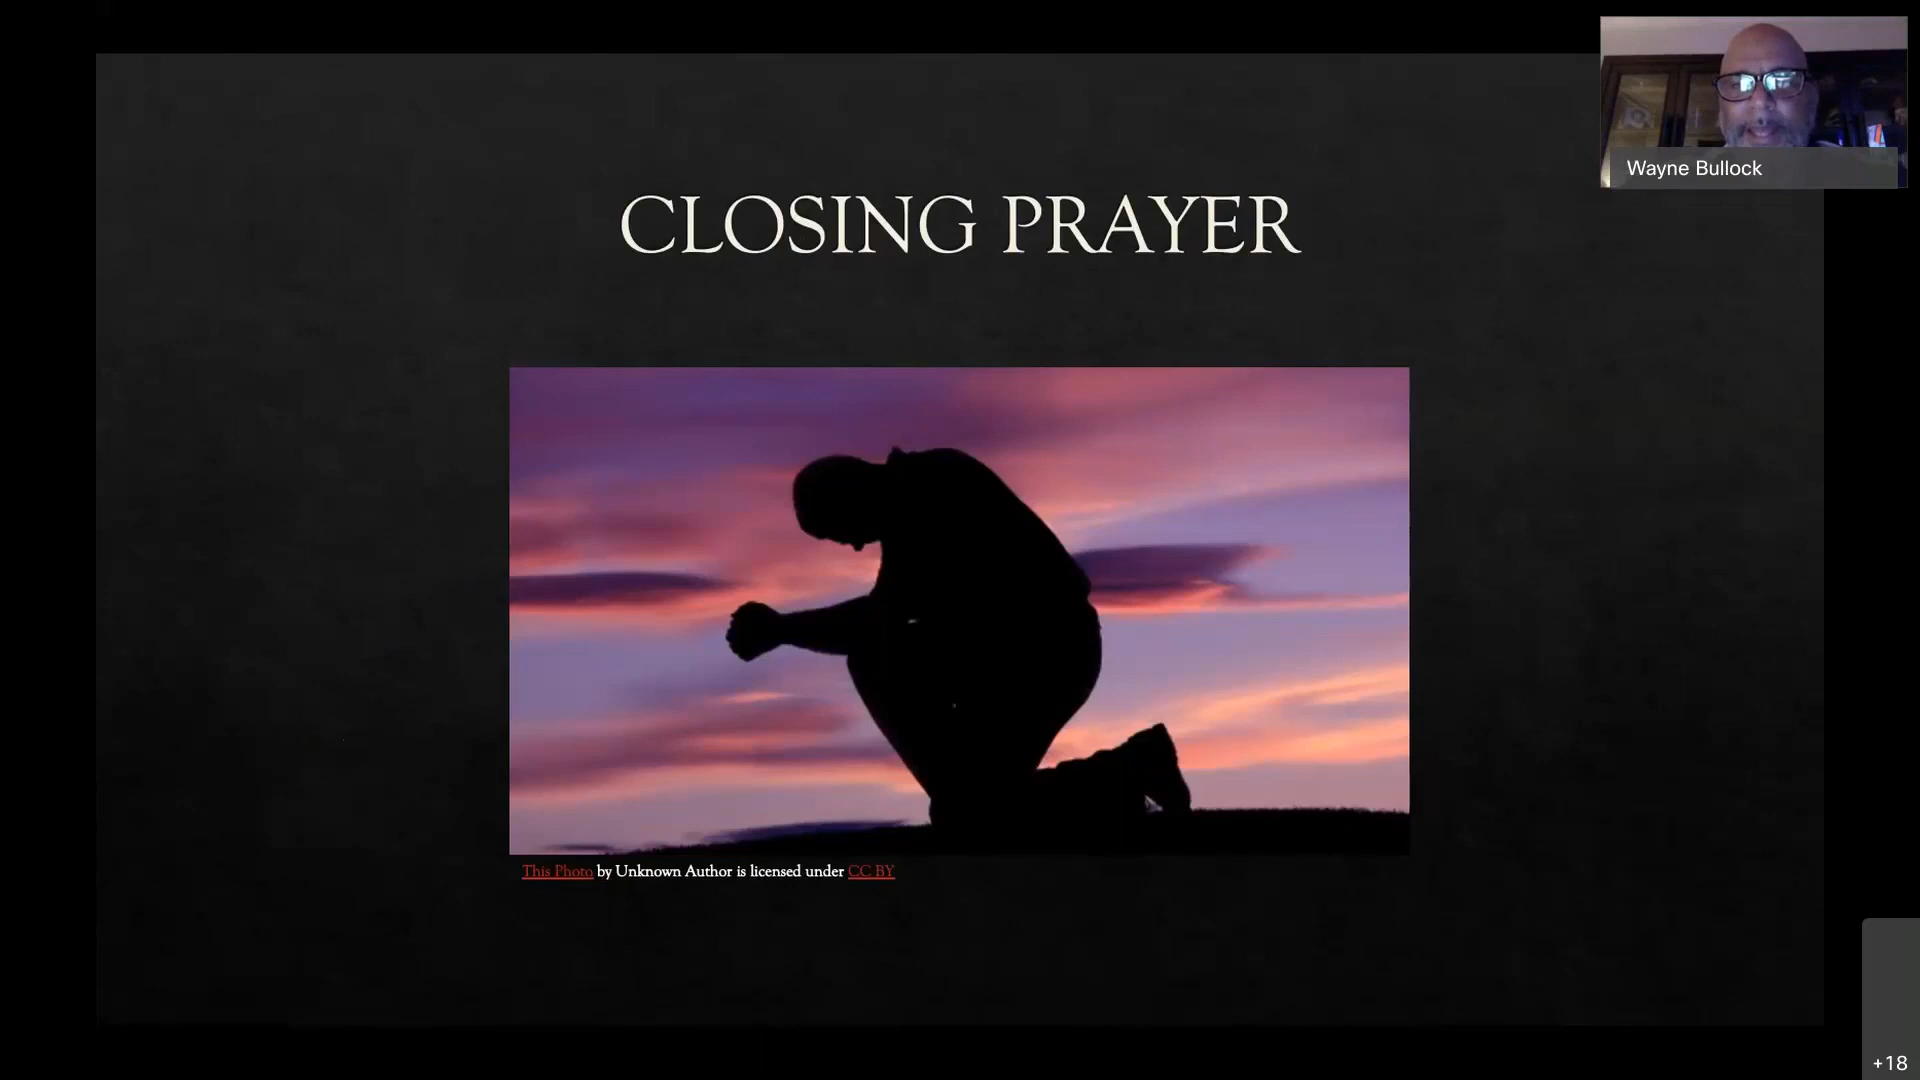 Wayne Bullock
CLOSING PRAYER
This Photo by Unknown Author is licensed under CC BY
+18